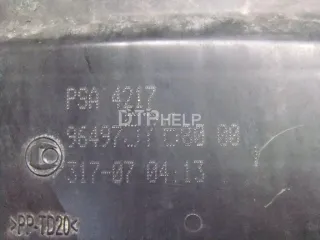 PSA 4217
DTPHELP
317-07 04:13
>PP-TD20<